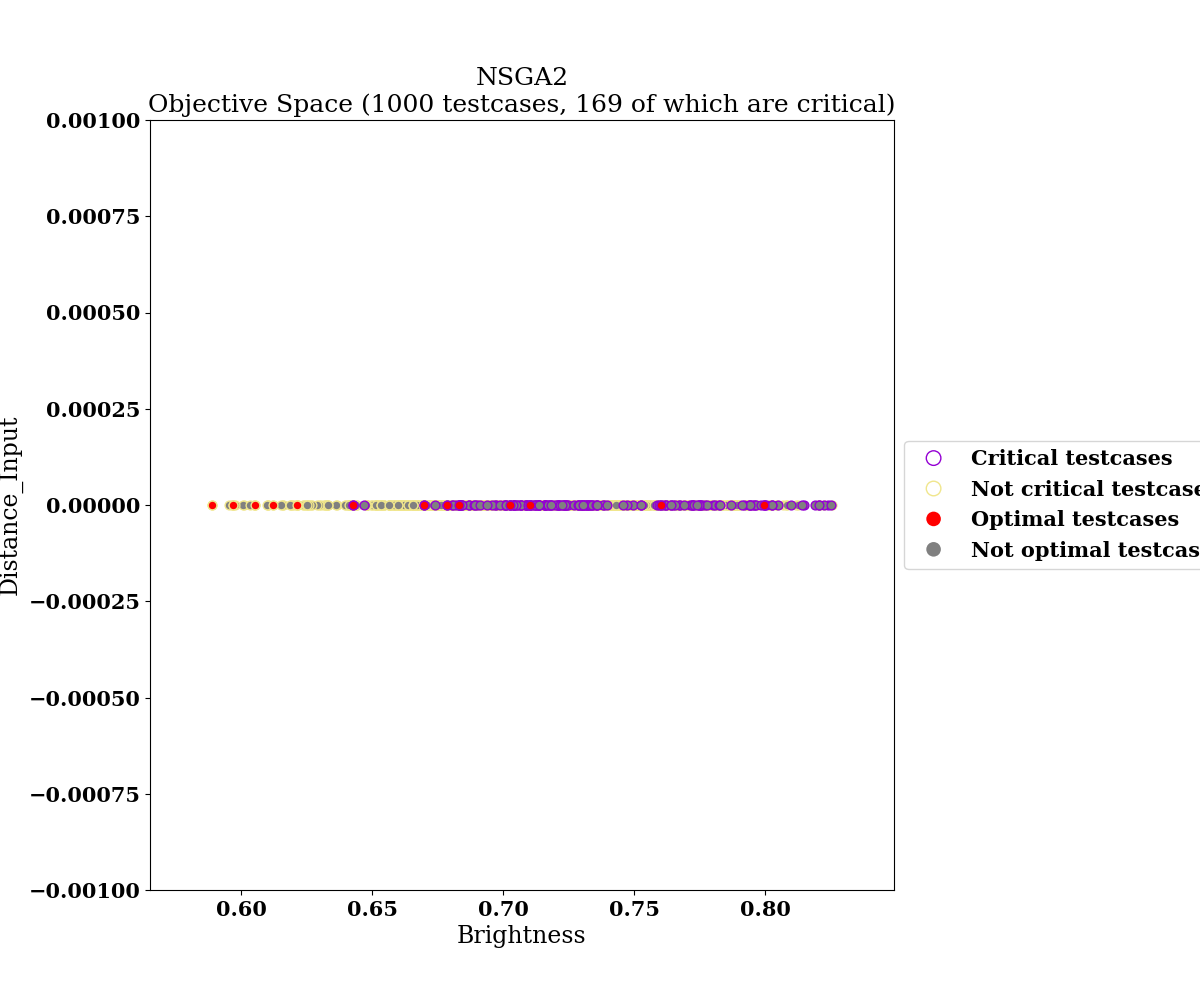 NSGA2
Objective Space (1000 testcases, 169 of which are critical)
0.00100
0.00075
0.00050
0.00025
0.00000
−0.00025
−0.00050
−0.00075
−0.00100
Distance_Input
0.60 0.65 0.70 0.75 0.80
Brightness
Critical testcases
Not critical testcase
Optimal testcases
Not optimal testcas